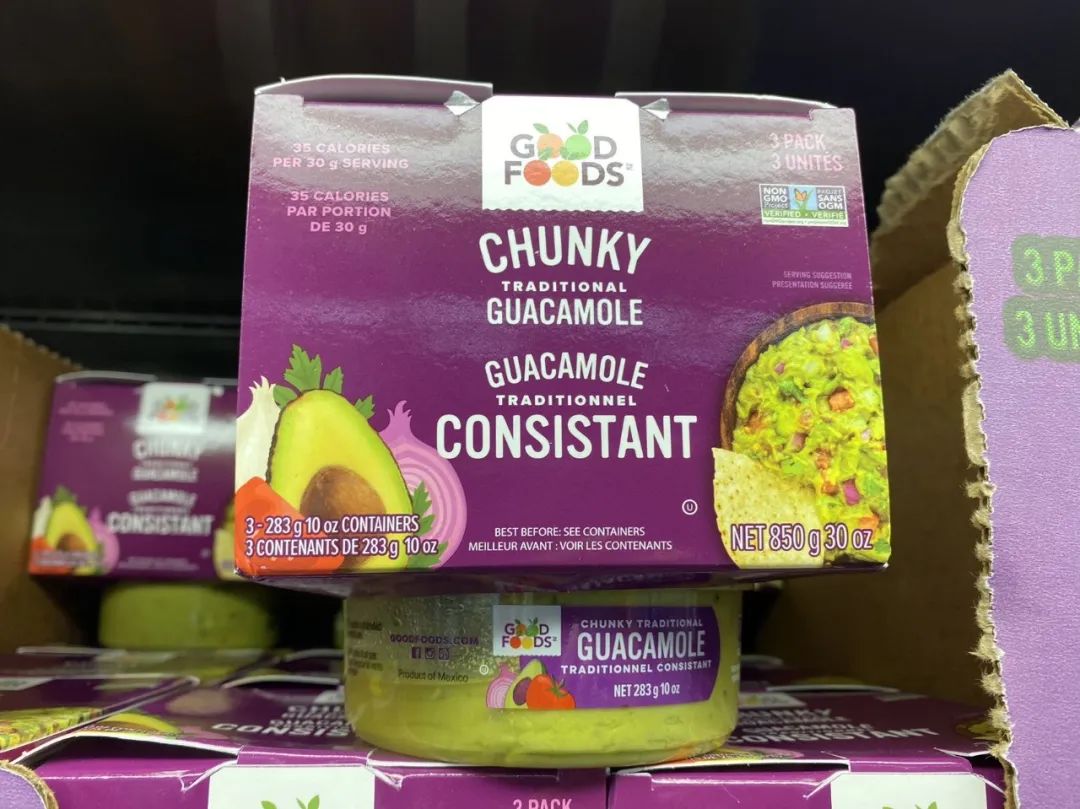 35 CALORIES
PER 30 g SERVING
35 CALORIES
PAR PORTION
DE 30 g
GOOD
FOODS
3 PACK
3 UNITÉS
NON
GMO
Project
PROJET
SANS
OGM
VERIFIED • VERIFIÉ
CHUNKY
TRADITIONAL
GUACAMOLE
GUACAMOLE
TRADITIONNEL
CONSISTANT
SERVING SUGGESTION
PRÉSENTATION SUGGÉRÉE
3 - 283 g 10 oz CONTAINERS
3 CONTENANTS DE 283 g 10 oz
U
BEST BEFORE: SEE CONTAINERS
MEILLEUR AVANT : VOIR LES CONTENANTS
NET 850 g 30 oz
3 P
3 UN
CHUNKY
GUACAMOLE
CONSISTANT
GOODFOODS.COM
Product of Mexico
GOOD
FOODS
CHUNKY TRADITIONAL
GUACAMOLE
TRADITIONNEL CONSISTANT
NET 283 g 10 oz
CONSIS
CONSISTANT
3 PACK